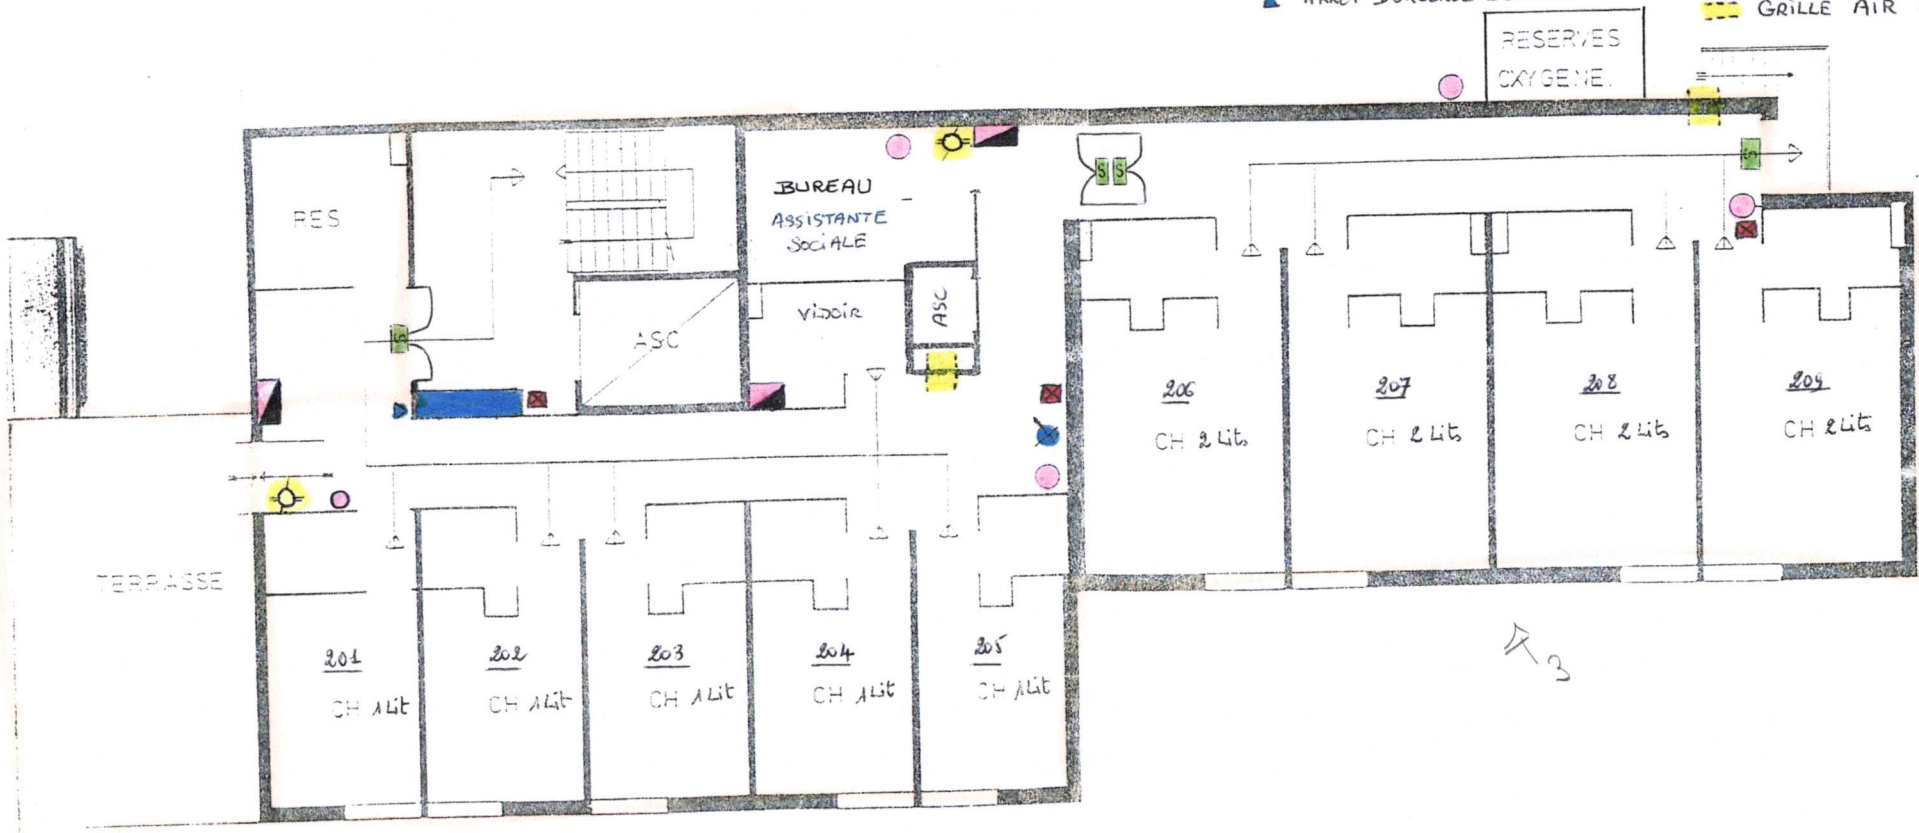 GRILLE AIR
RESERVES
OXYGENE.
S
S S
BUREAU
ASSISTANTE
SOCIALE
RES
S
ASC
VIDOIR
ASC
206
CH 2 Lits
207
CH 2 Lits
208
CH 2 Lits
209
CH 2 Lits
TERRASSE
201
CH 1 Lit
202
CH 1 Lit
203
CH 1 Lit
204
CH 1 Lit
205
CH 1 Lit
3